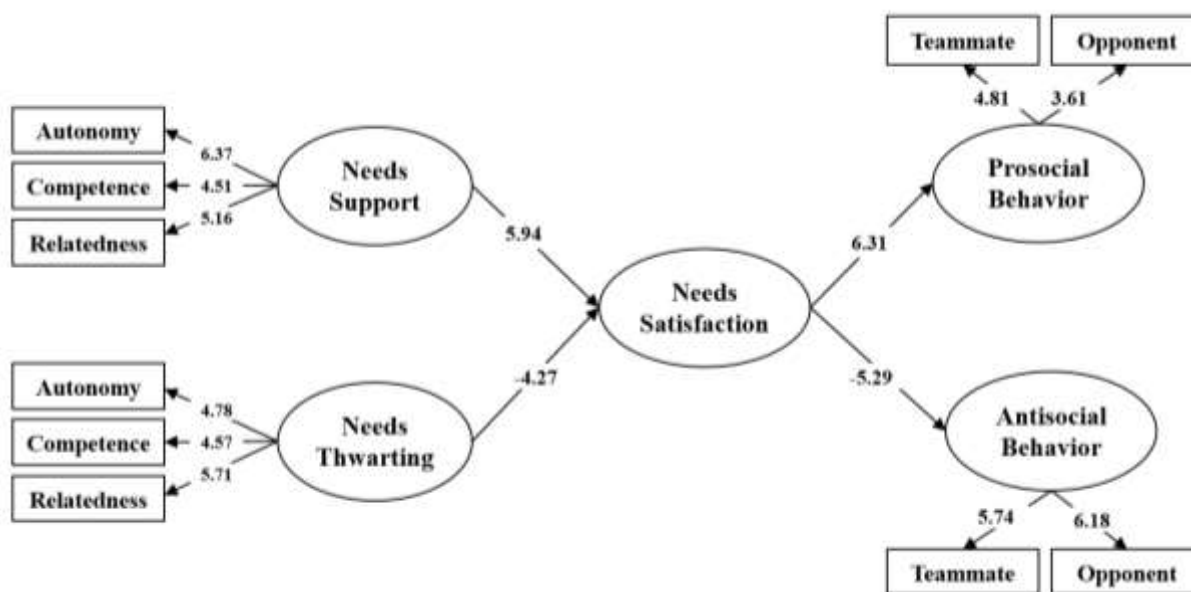 Teammate
Opponent
4.81
3.61
Autonomy
Competence
Relatedness
6.37
4.51
5.16
Needs
Support
Prosocial
Behavior
5.94
6.31
Needs
Satisfaction
Autonomy
Competence
Relatedness
4.78
4.57
5.71
Needs
Thwarting
-4.27
-5.29
Antisocial
Behavior
5.74
6.18
Teammate
Opponent